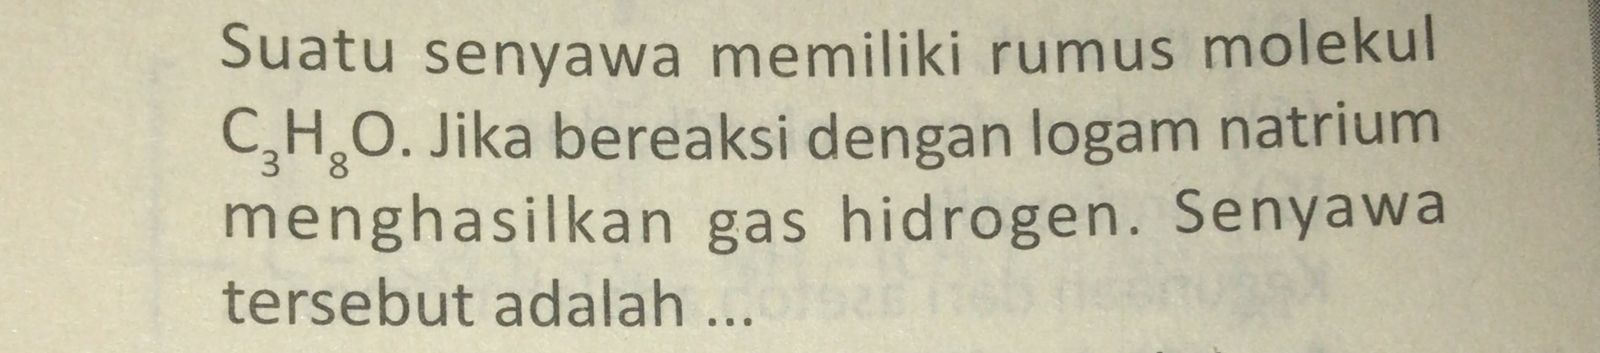 Suatu senyawa memiliki rumus molekul
C₃H₈O. Jika bereaksi dengan logam natrium
menghasilkan gas hidrogen. Senyawa
tersebut adalah ...